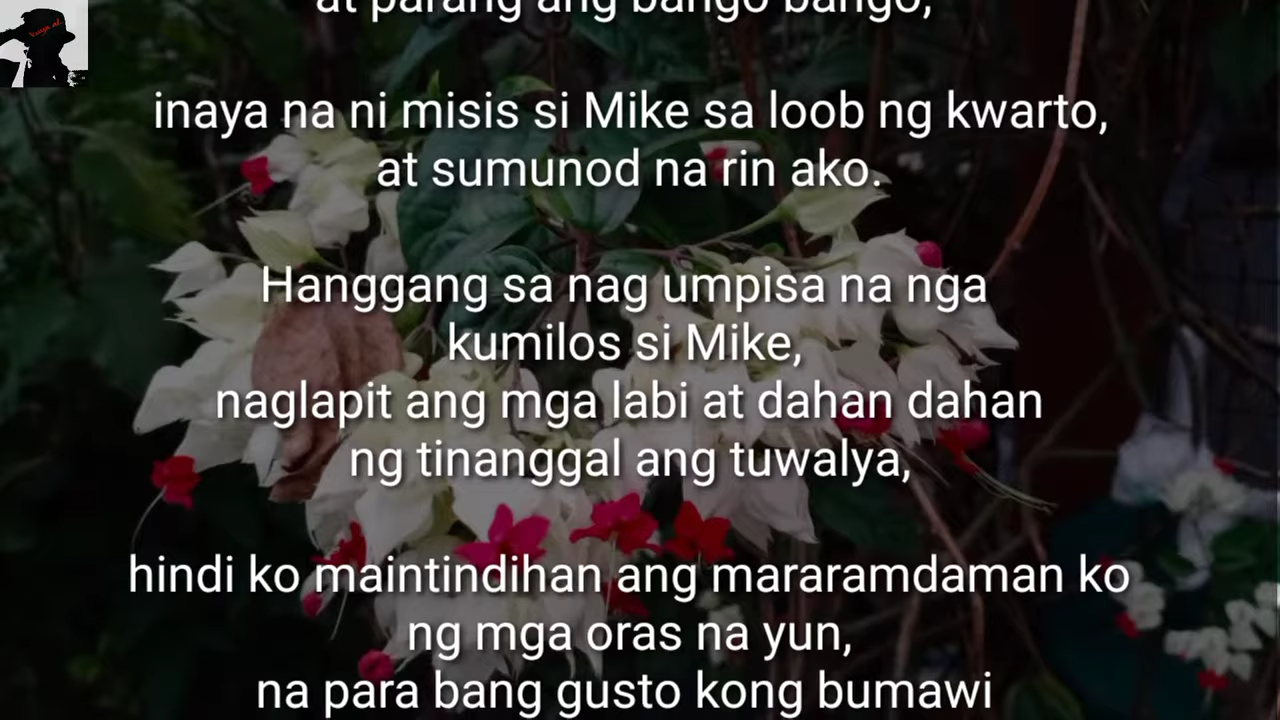 at parang ang bango bango,
inaya na ni misis si Mike sa loob ng kwarto,
at sumunod na rin ako.
Hanggang sa nag umpisa na nga
kumilos si Mike,
naglapit ang mga labi at dahan dahan
ng tinanggal ang tuwalya,
hindi ko maintindihan ang mararamdaman ko
ng mga oras na yun,
na para bang gusto kong bumawi